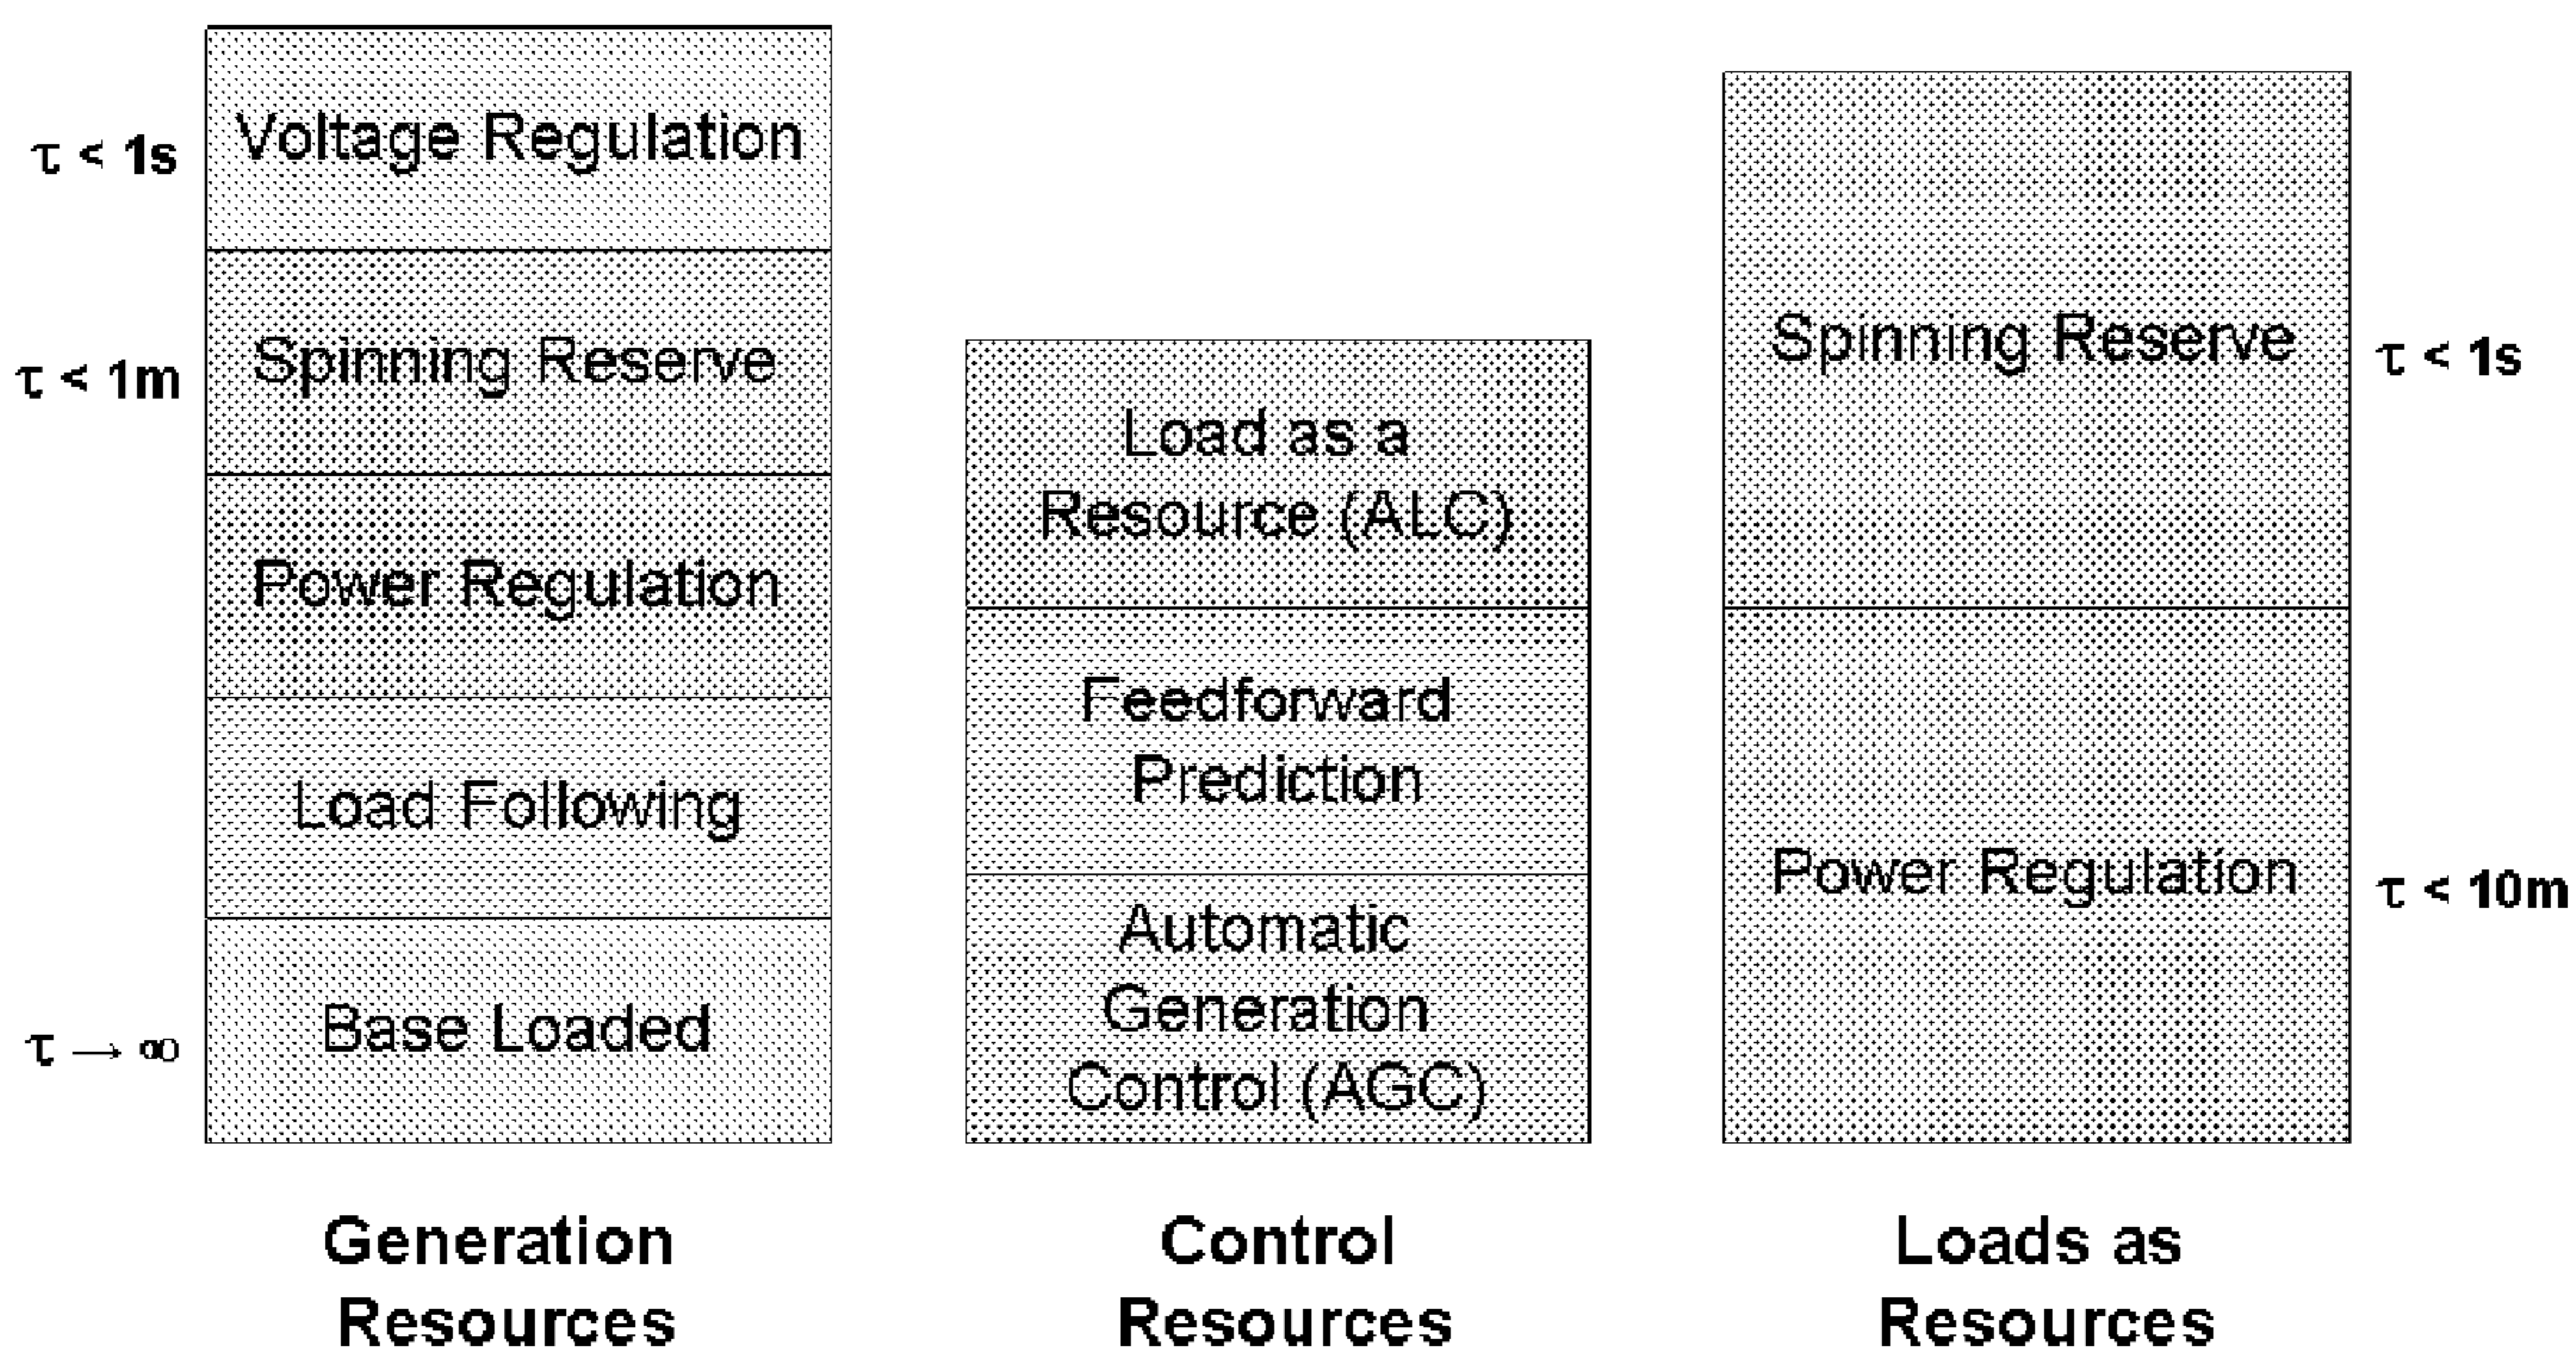 τ < 1s
Voltage Regulation
τ < 1m
Spinning Reserve
Power Regulation
Load Following
τ → ∞
Base Loaded
Generation
Resources
Load as a
Resource (ALC)
Feedforward
Prediction
Automatic
Generation
Control (AGC)
Control
Resources
Spinning Reserve
τ < 1s
Power Regulation
τ < 10m
Loads as
Resources